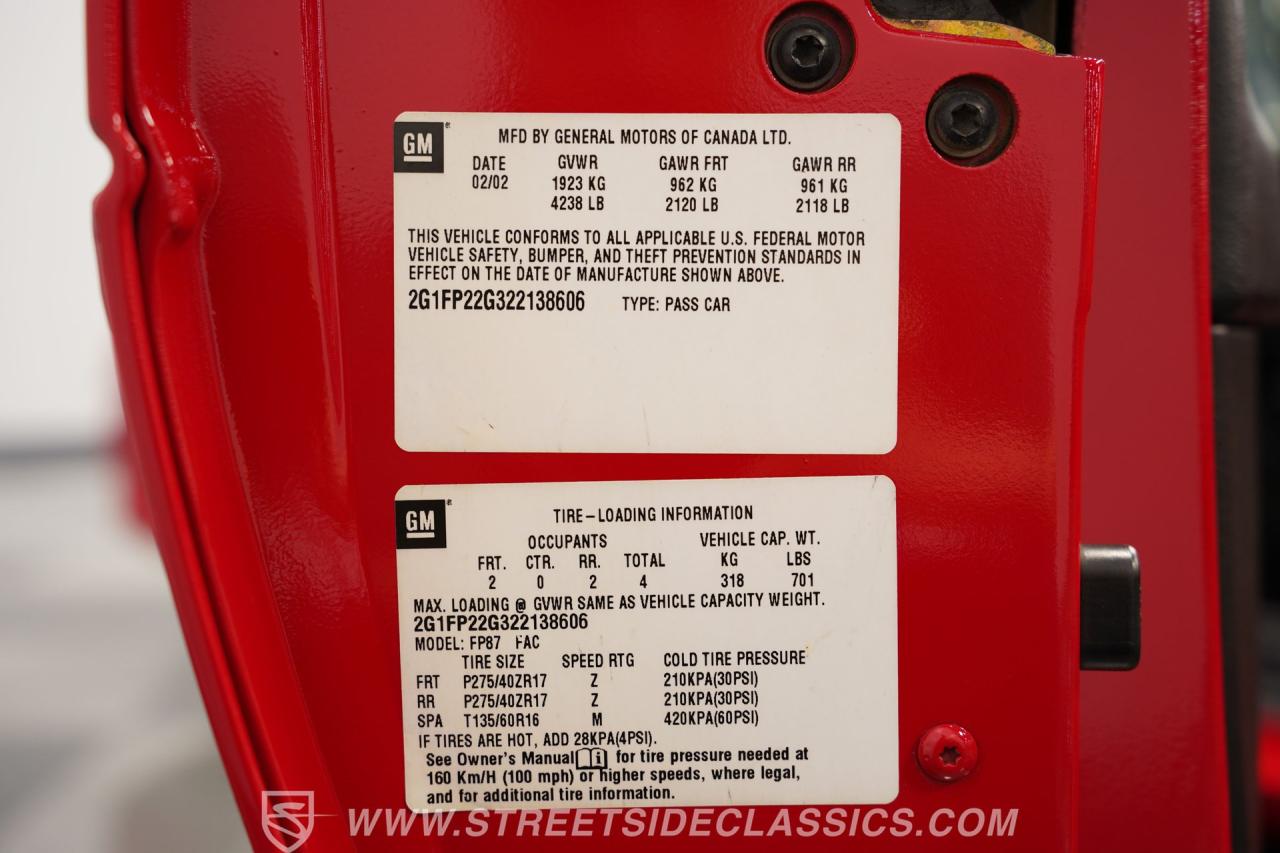 GM
MFD BY GENERAL MOTORS OF CANADA LTD.
DATE GVWR GAWR FRT GAWR RR
02/02 1923 KG 962 KG 961 KG
4238 LB 2120 LB 2118 LB
THIS VEHICLE CONFORMS TO ALL APPLICABLE U.S. FEDERAL MOTOR
VEHICLE SAFETY, BUMPER, AND THEFT PREVENTION STANDARDS IN
EFFECT ON THE DATE OF MANUFACTURE SHOWN ABOVE.
2G1FP22G322138606 TYPE: PASS CAR
GM
TIRE-LOADING INFORMATION
OCCUPANTS VEHICLE CAP. WT.
FRT. CTR. RR. TOTAL KG LBS
2 0 2 4 318 701
MAX. LOADING @ GVWR SAME AS VEHICLE CAPACITY WEIGHT.
2G1FP22G322138606
MODEL: FP87 FAC
TIRE SIZE SPEED RTG COLD TIRE PRESSURE
FRT P275/40ZR17 Z 210KPA(30PSI)
RR P275/40ZR17 Z 210KPA(30PSI)
SPA T135/60R16 M 420KPA(60PSI)
IF TIRES ARE HOT, ADD 28KPA(4PSI).
See Owner's Manual i for tire pressure needed at
160 Km/H (100 mph) or higher speeds, where legal,
and for additional tire information.
WWW.STREETSIDECLASSICS.COM